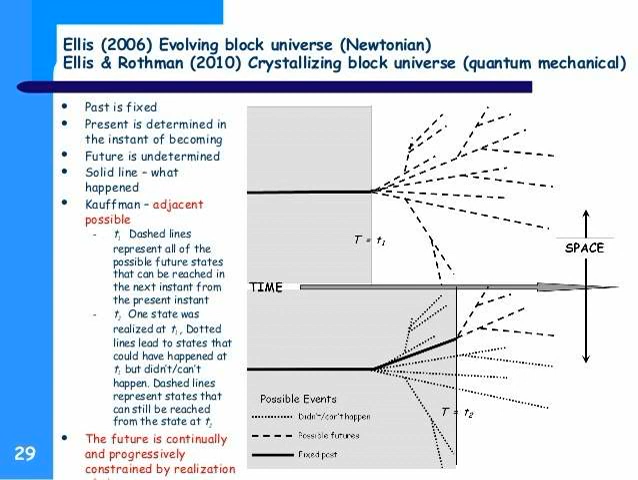 Ellis (2006) Evolving block universe (Newtonian)
Ellis & Rothman (2010) Crystallizing block universe (quantum mechanical)
• Past is fixed
• Present is determined in
the instant of becoming
• Future is undetermined
• Solid line – what
happened
• Kauffman – adjacent
possible
- t₁ Dashed lines
represent all of the
possible future states
that can be reached in
the next instant from
the present instant
- t₂ One state was
realized at t₁, Dotted
lines lead to states that
could have happened at
t₁ but didn't/can't
happen. Dashed lines
represent states that
can still be reached
from the state at t₂
• The future is continually
and progressively
constrained by realization
T = t₁
SPACE
TIME
Possible Events
Didn't/can't happen
Possible futures
Fixed past
T = t₂
29